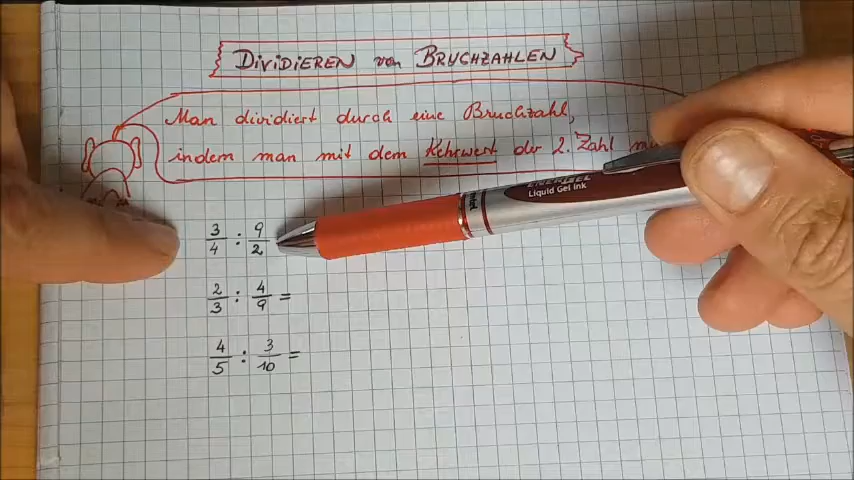 DIVIDIEREN von BRUCHZAHLEN
Man dividiert durch eine Bruchzahl,
indem man mit dem Kehrwert der 2. Zahl
3/4 : 9/2
2/3 : 4/9 =
4/5 : 3/10 =
Liquid Gel Ink